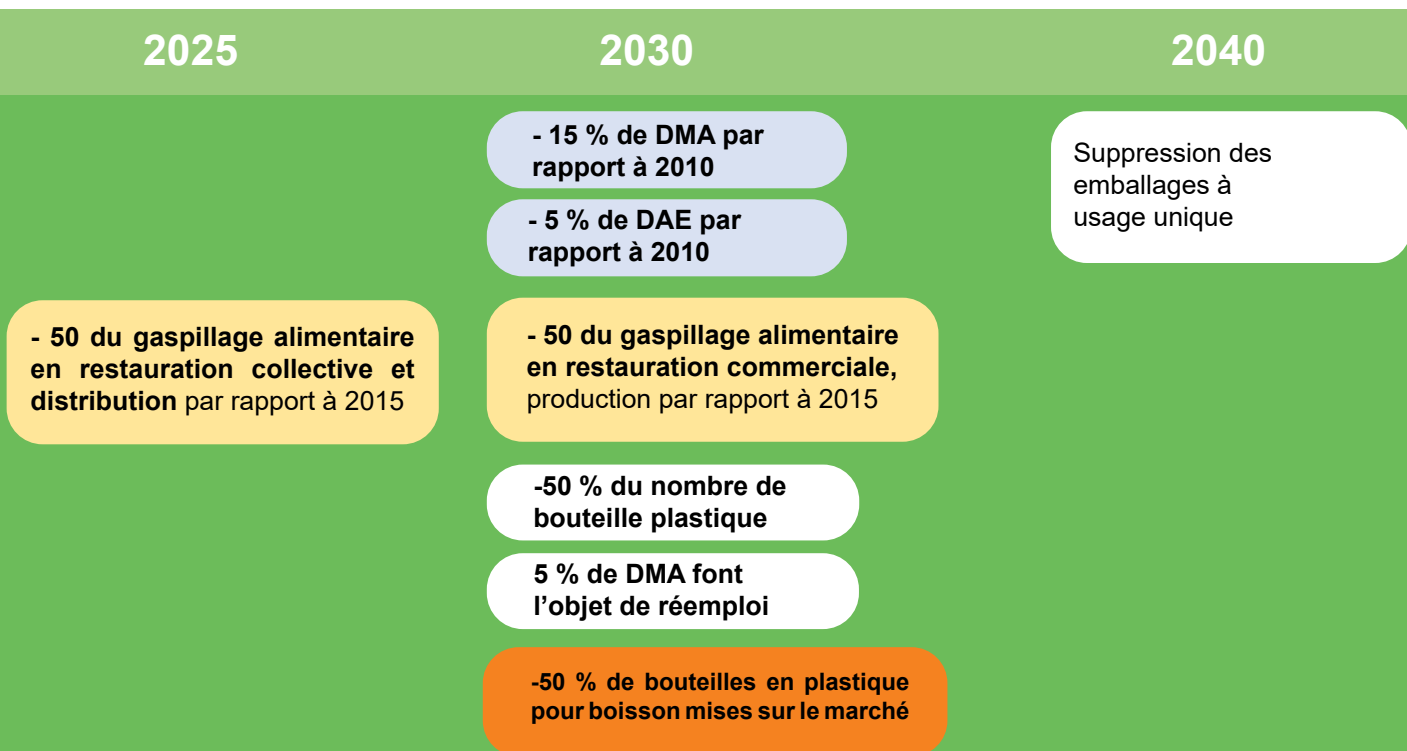 2025
2030
2040
- 15 % de DMA par
rapport à 2010
- 5 % de DAE par
rapport à 2010
Suppression des
emballages à
usage unique
- 50 du gaspillage alimentaire
en restauration collective et
distribution par rapport à 2015
- 50 du gaspillage alimentaire
en restauration commerciale,
production par rapport à 2015
-50 % du nombre de
bouteille plastique
5 % de DMA font
l’objet de réemploi
-50 % de bouteilles en plastique
pour boisson mises sur le marché